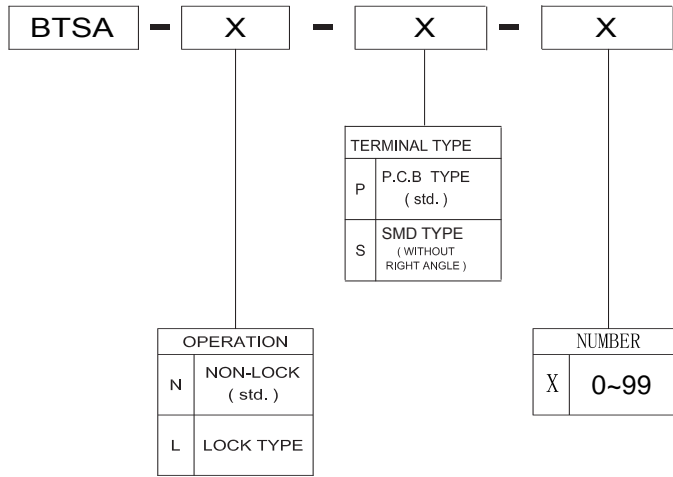 BTSA - X - X - X
TERMINAL TYPE
P P.C.B TYPE
( std. )
S SMD TYPE
( WITHOUT
RIGHT ANGLE )
OPERATION
N NON-LOCK
( std. )
L LOCK TYPE
NUMBER
X 0~99